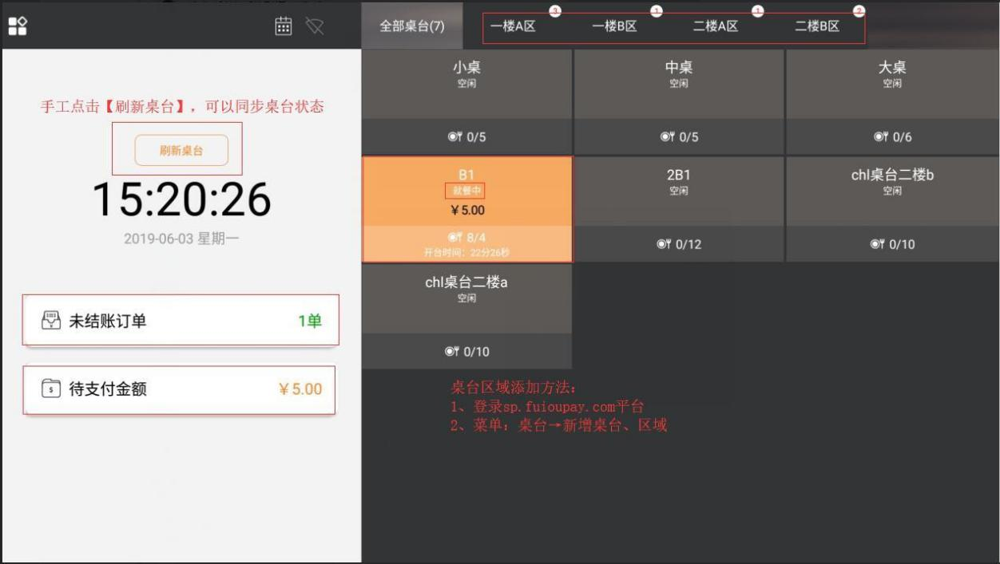 全部桌台(7)
一楼A区 3
一楼B区 1
二楼A区 1
二楼B区 2
手工点击【刷新桌台】，可以同步桌台状态
刷新桌台
15:20:26
2019-06-03 星期一
未结账订单 1单
待支付金额 ￥5.00
小桌
空闲
0/5
中桌
空闲
0/5
大桌
空闲
0/6
B1
就餐中
￥5.00
8/4
开台时间：22分26秒
2B1
空闲
0/12
chl桌台二楼b
空闲
0/10
chl桌台二楼a
空闲
0/10
桌台区域添加方法：
1、登录sp.fuioupay.com平台
2、菜单：桌台→新增桌台、区域